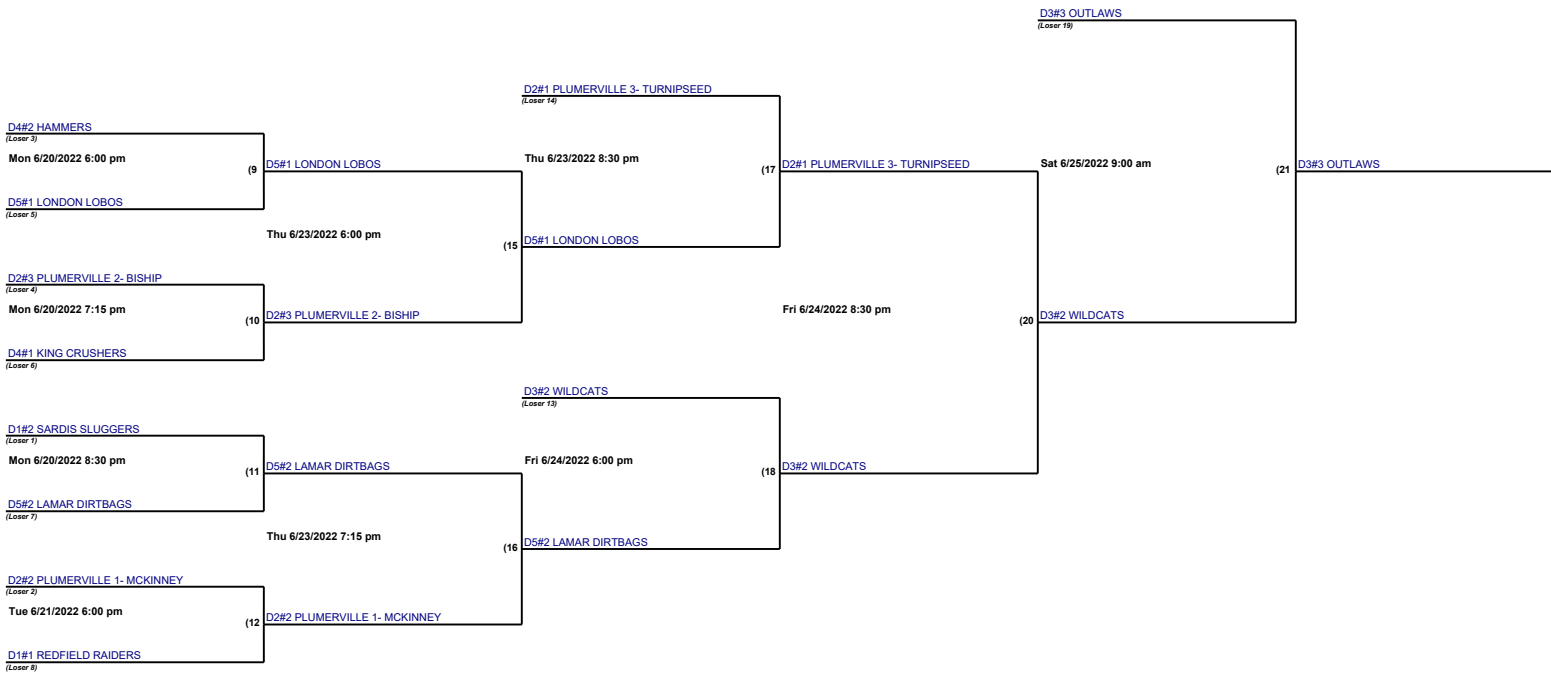 D3#3 OUTLAWS
(Loser 19)
D2#1 PLUMERVILLE 3- TURNIPSEED
(Loser 14)
D4#2 HAMMERS
(Loser 3)
Mon 6/20/2022 6:00 pm
(9
D5#1 LONDON LOBOS
Thu 6/23/2022 8:30 pm
(17
D2#1 PLUMERVILLE 3- TURNIPSEED
Sat 6/25/2022 9:00 am
(21
D3#3 OUTLAWS
D5#1 LONDON LOBOS
(Loser 5)
Thu 6/23/2022 6:00 pm
(15
D5#1 LONDON LOBOS
D2#3 PLUMERVILLE 2- BISHIP
(Loser 4)
Mon 6/20/2022 7:15 pm
(10
D2#3 PLUMERVILLE 2- BISHIP
Fri 6/24/2022 8:30 pm
(20
D3#2 WILDCATS
D4#1 KING CRUSHERS
(Loser 6)
D3#2 WILDCATS
(Loser 13)
D1#2 SARDIS SLUGGERS
(Loser 1)
Mon 6/20/2022 8:30 pm
(11
D5#2 LAMAR DIRTBAGS
Fri 6/24/2022 6:00 pm
(18
D3#2 WILDCATS
D5#2 LAMAR DIRTBAGS
(Loser 7)
Thu 6/23/2022 7:15 pm
(16
D5#2 LAMAR DIRTBAGS
D2#2 PLUMERVILLE 1- MCKINNEY
(Loser 2)
Tue 6/21/2022 6:00 pm
(12
D2#2 PLUMERVILLE 1- MCKINNEY
D1#1 REDFIELD RAIDERS
(Loser 8)